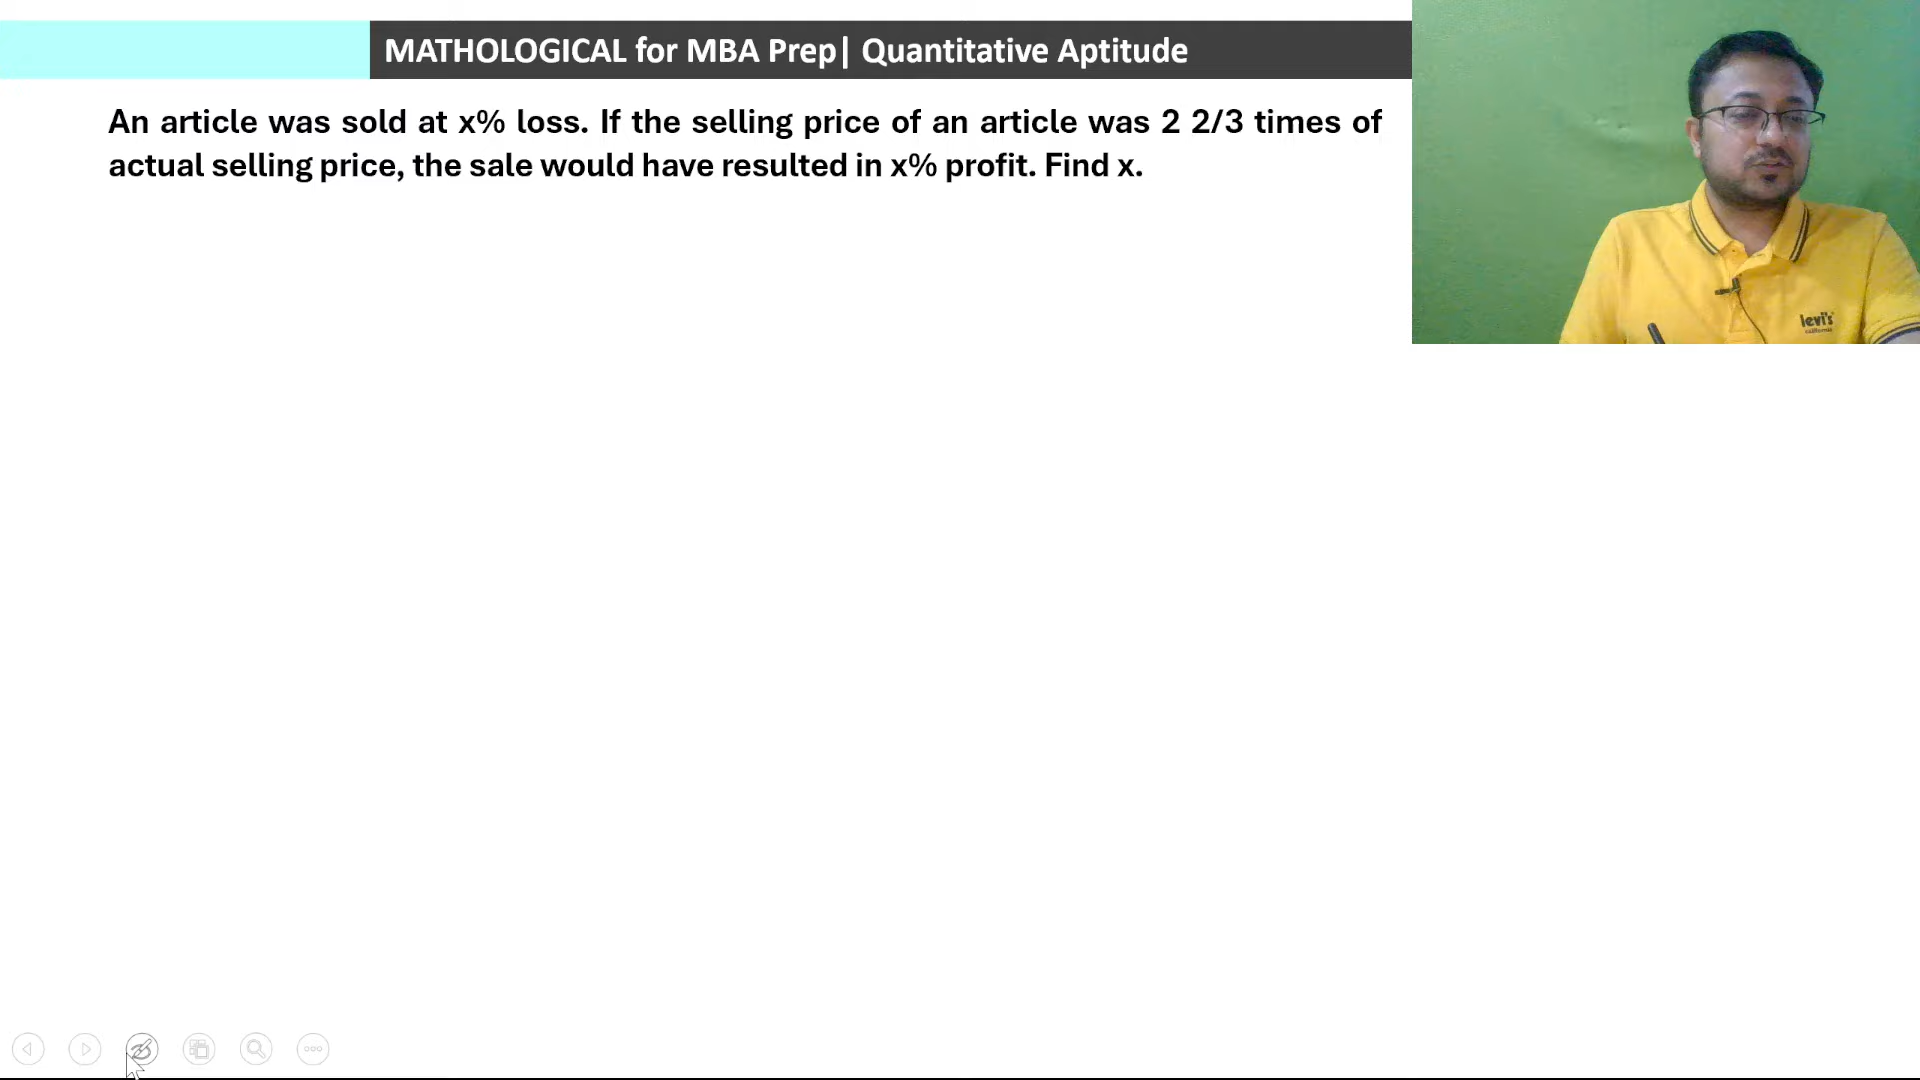 MATHOLOGICAL for MBA Prep| Quantitative Aptitude
An article was sold at x% loss. If the selling price of an article was 2 2/3 times of
actual selling price, the sale would have resulted in x% profit. Find x.
levi's
california